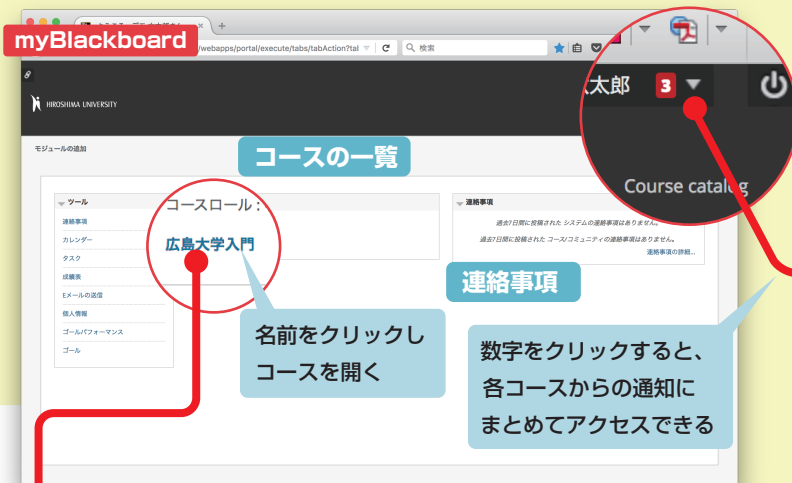 myBlackboard
/webapps/portal/execute/tabs/tabAction?tal
検索
太郎 3
HIROSHIMA UNIVERSITY
Course catalog
モジュールの追加
コースの一覧
ツール
連絡事項
カレンダー
タスク
成績表
Eメールの送信
個人情報
ゴールパフォーマンス
ゴール
コースロール:
広島大学入門
連絡事項
過去7日間に投稿された システムの連絡事項はありません。
過去7日間に投稿された コース/コミュニティの連絡事項はありません。
連絡事項の詳細...
連絡事項
名前をクリックし
コースを開く
数字をクリックすると、
各コースからの通知に
まとめてアクセスできる